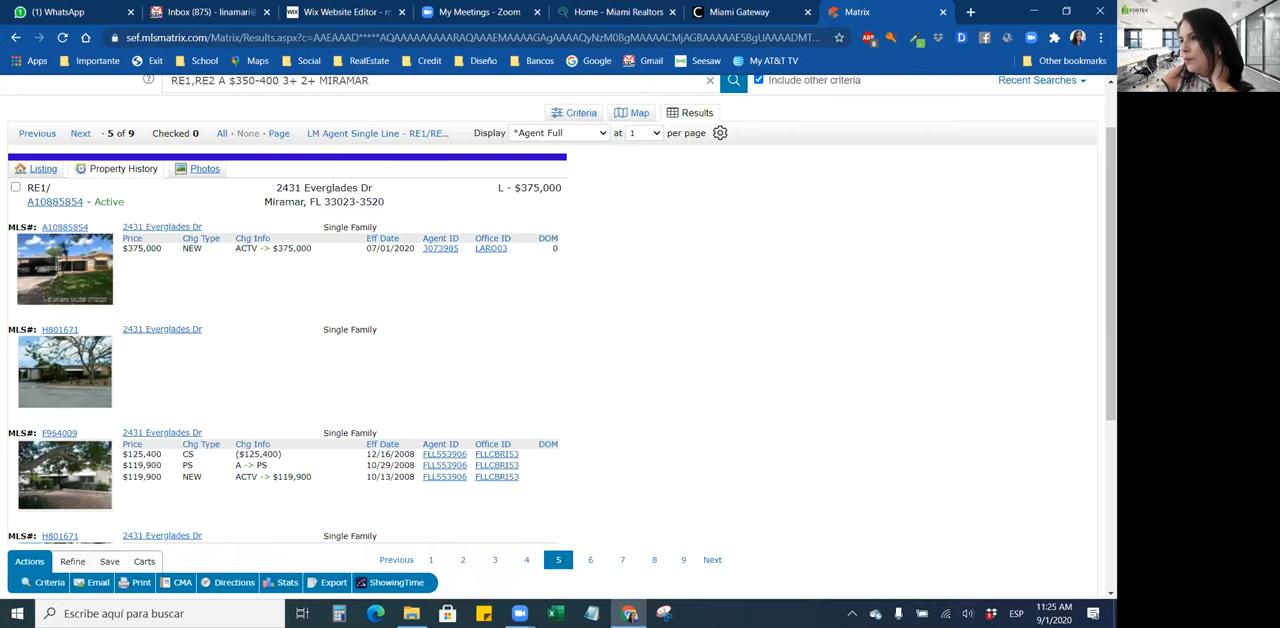 (1) WhatsApp
Inbox (875) - linamari@
WIX Wix Website Editor - m
My Meetings - Zoom
Home - Miami Realtors
Miami Gateway
Matrix
sef.mlsmatrix.com/Matrix/Results.aspx?c=AAEAAAD*****AQAAAAAAAAARAQAAAEMAAAAGAgAAAAQyNzM0BgMAAAACMjAGBAAAAAE5BgUAAAADMT...
Apps Importante Exit School Maps Social RealEstate Credit Diseño Bancos Google Gmail Seesaw My AT&T TV Other bookmarks
RE1,RE2 A $350-400 3+ 2+ MIRAMAR
Include other criteria
Recent Searches
Criteria Map Results
Previous Next · 5 of 9 Checked 0 All · None · Page LM Agent Single Line - RE1/RE... Display *Agent Full at 1 per page
Listing Property History Photos
RE1/ 2431 Everglades Dr L - $375,000
A10885854 - Active Miramar, FL 33023-3520
MLS#: A10885854 2431 Everglades Dr Single Family
Price Chg Type Chg Info Eff Date Agent ID Office ID DOM
$375,000 NEW ACTV -> $375,000 07/01/2020 3073985 LARO03 0
© Miami MLS 07/2020
MLS#: H801671 2431 Everglades Dr Single Family
MLS#: F964009 2431 Everglades Dr Single Family
Price Chg Type Chg Info Eff Date Agent ID Office ID DOM
$125,400 CS ($125,400) 12/16/2008 FLL553906 FLLCBRI53
$119,900 PS A -> PS 10/29/2008 FLL553906 FLLCBRI53
$119,900 NEW ACTV -> $119,900 10/13/2008 FLL553906 FLLCBRI53
MLS#: H801671 2431 Everglades Dr Single Family
Actions Refine Save Carts
Previous 1 2 3 4 5 6 7 8 9 Next
Criteria Email Print CMA Directions Stats Export ShowingTime
Escribe aquí para buscar
ESP
11:25 AM
9/1/2020
FORTEX